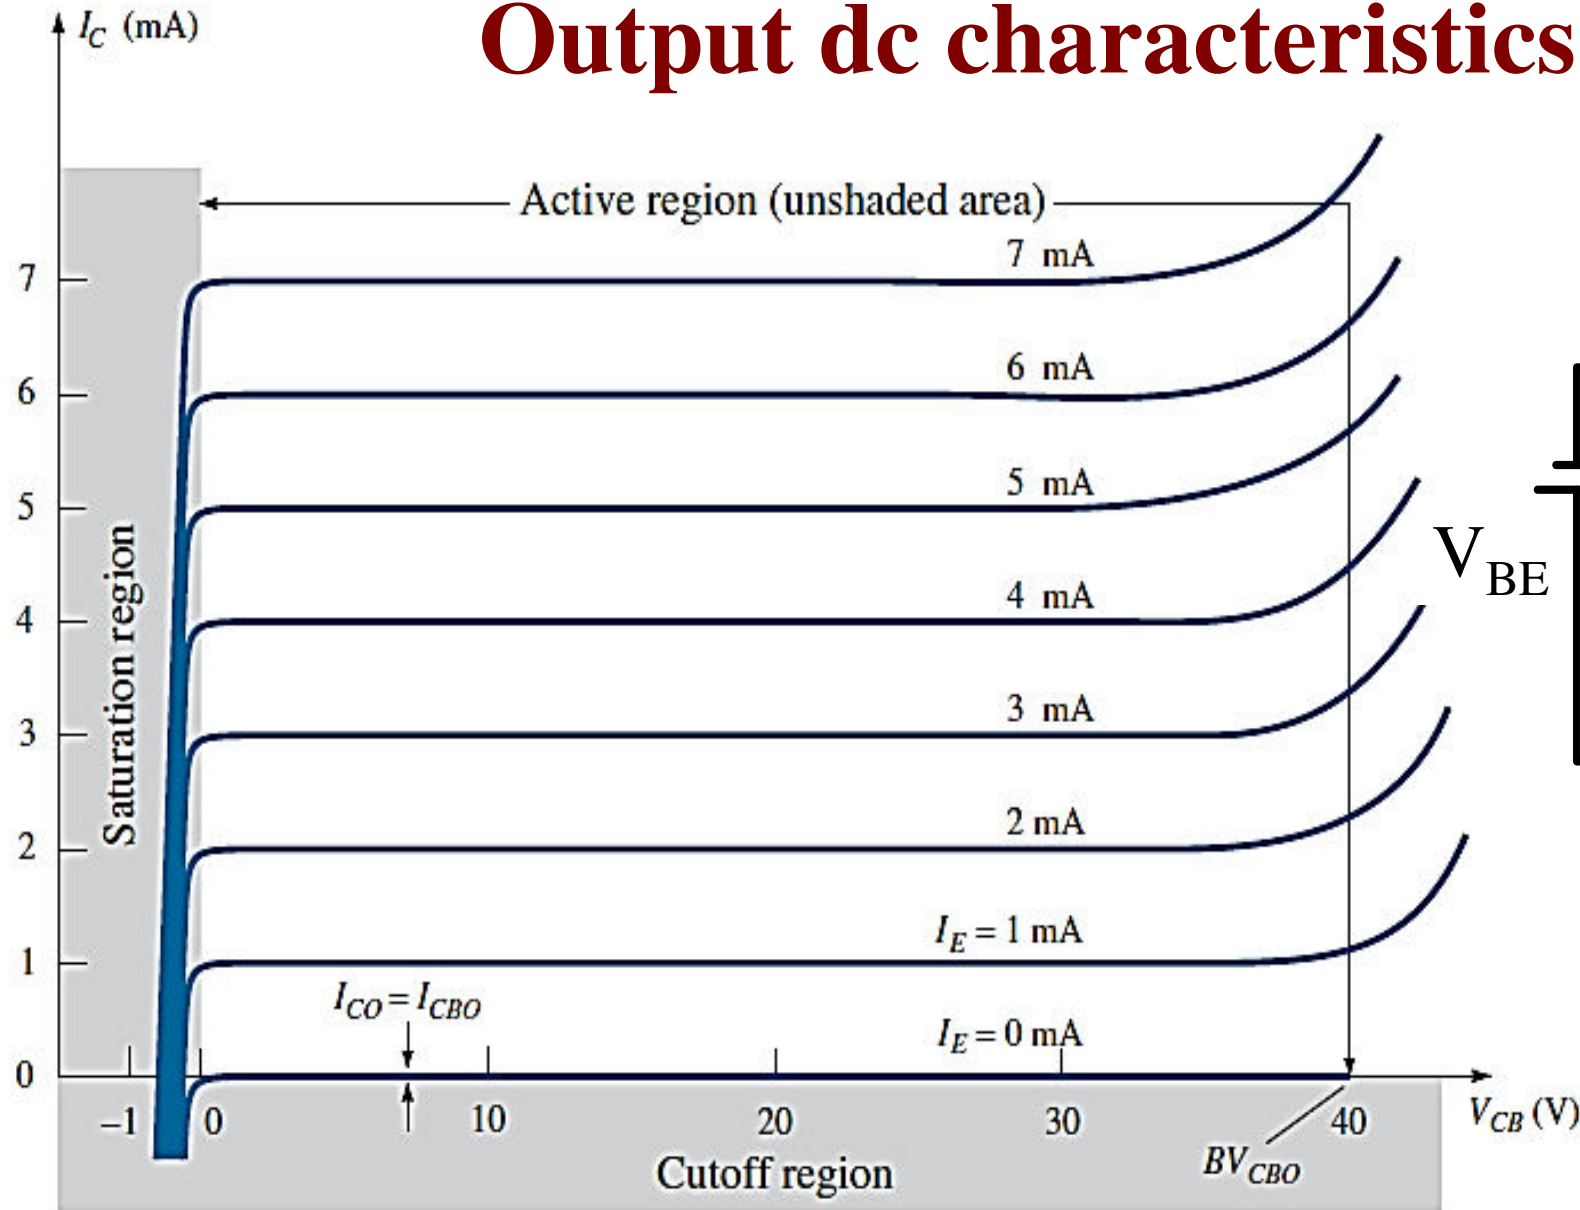 Output dc characteristics
I_C (mA)
Active region (unshaded area)
7 mA
7
6 mA
6
5 mA
5
V_BE
4 mA
4
Saturation region
3 mA
3
2 mA
2
I_E = 1 mA
1
I_CO = I_CBO
I_E = 0 mA
0
–1 0 10 20 30 40 V_CB (V)
BV_CBO
Cutoff region